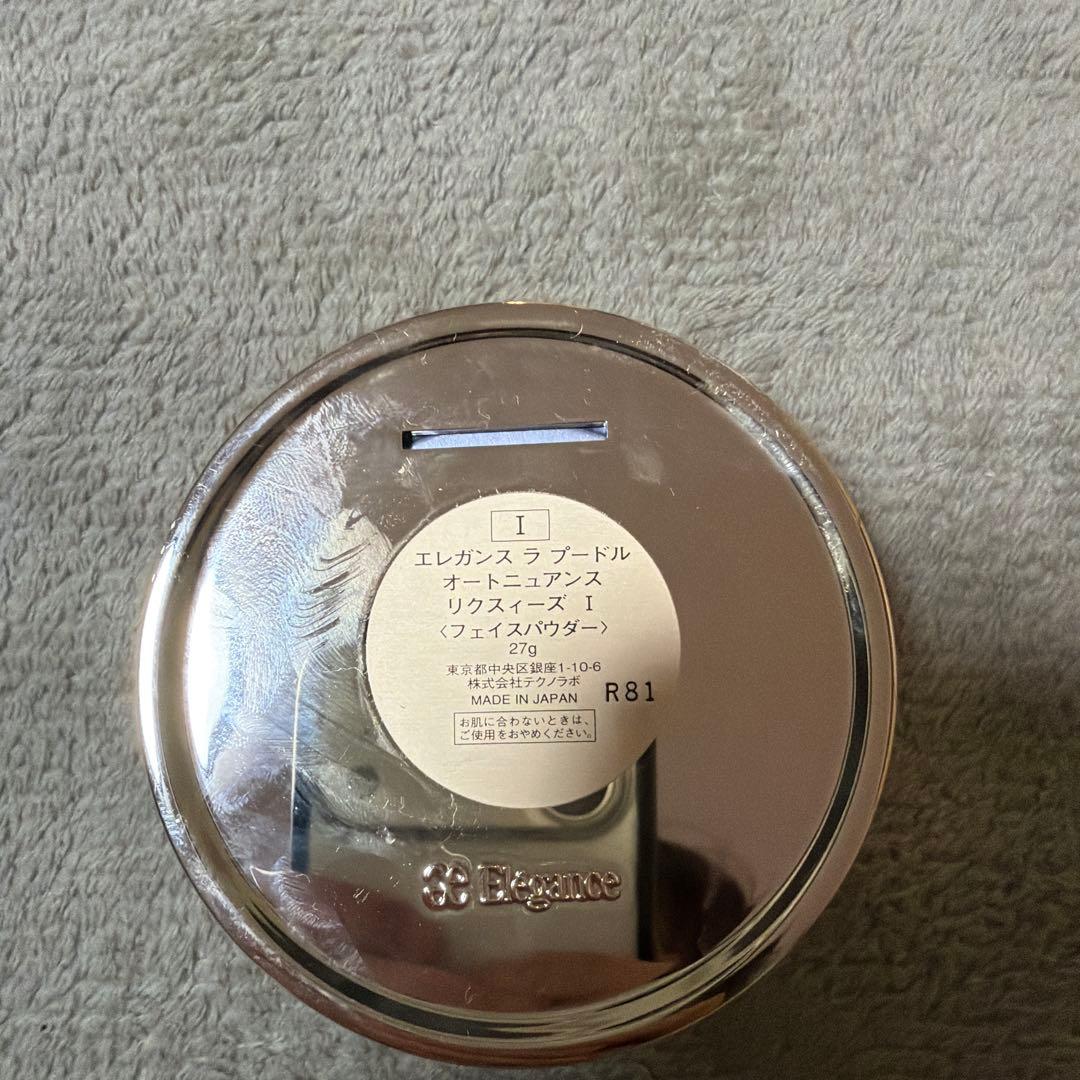 I
エレガンス ラ プードル
オートニュアンス
リクスィーズ I
〈フェイスパウダー〉
27g
東京都中央区銀座1-10-6
株式会社テクノラボ
MADE IN JAPAN
R81
お肌に合わないときは、
ご使用をおやめください。
Elégance